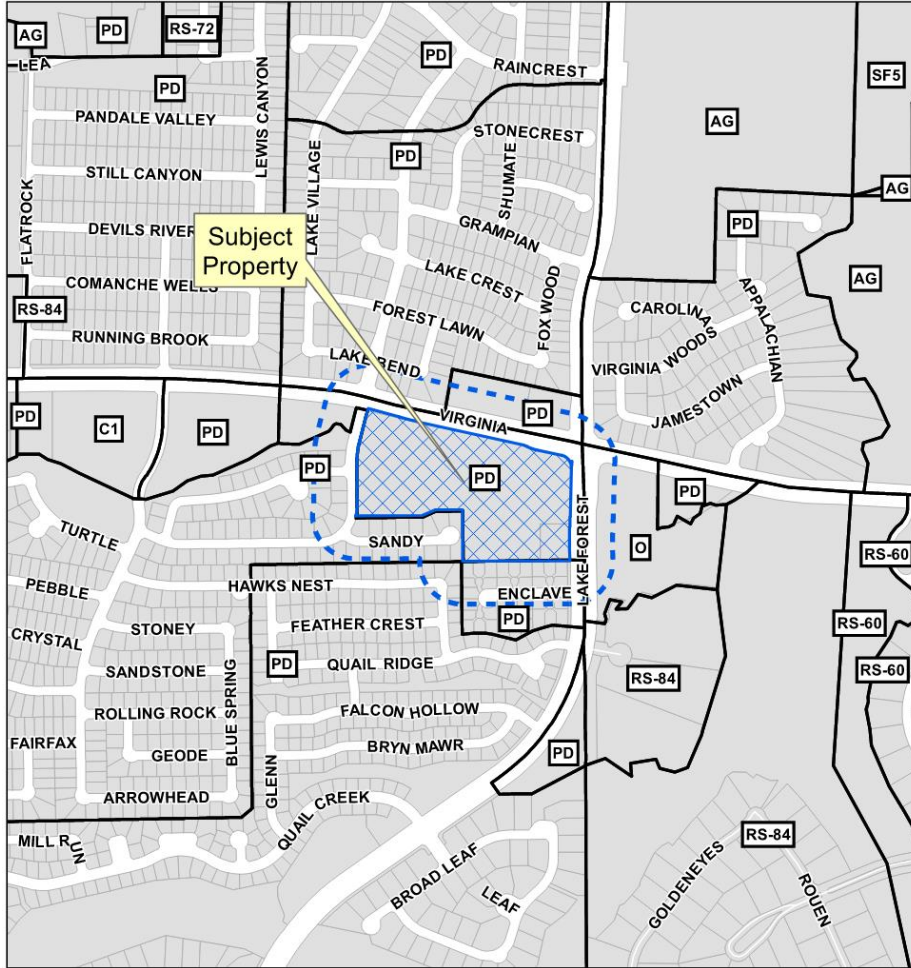 AG
PD
RS-72
LEA
PD
PANDALE VALLEY
LEWIS CANYON
STILL CANYON
FLATROCK
DEVILS RIVER
COMANCHE WELLS
RS-84
RUNNING BROOK
PD
RAINCREST
LAKE VILLAGE
PD
STONECREST
SHUMATE
GRAMPIAN
LAKE CREST
FOX WOOD
FOREST LAWN
LAKE BEND
AG
SF5
AG
PD
AG
CAROLINAS
APPALACHIAN
VIRGINIA WOODS
JAMESTOWN
Subject
Property
VIRGINIA
PD
PD
C1
PD
PD
PD
SANDY
LAKE FOREST
PD
O
TURTLE
HAWKS NEST
ENCLAVE
PD
PEBBLE
STONEY
FEATHER CREST
CRYSTAL
SANDSTONE
PD
QUAIL RIDGE
ROLLING ROCK
BLUE SPRING
FALCON HOLLOW
FAIRFAX
GEODE
BRYN MAWR
ARROWHEAD
GLENN
QUAIL CREEK
MILL RUN
PD
BROAD LEAF
LEAF
RS-84
RS-60
RS-60
RS-60
RS-84
GOLDENEYES
ROUEN